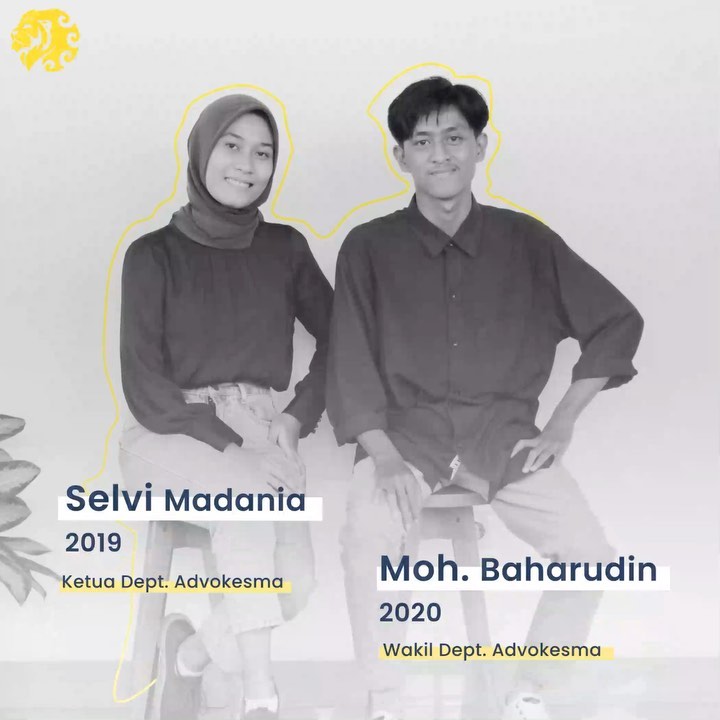 Selvi Madania
2019
Ketua Dept. Advokesma
Moh. Baharudin
2020
Wakil Dept. Advokesma